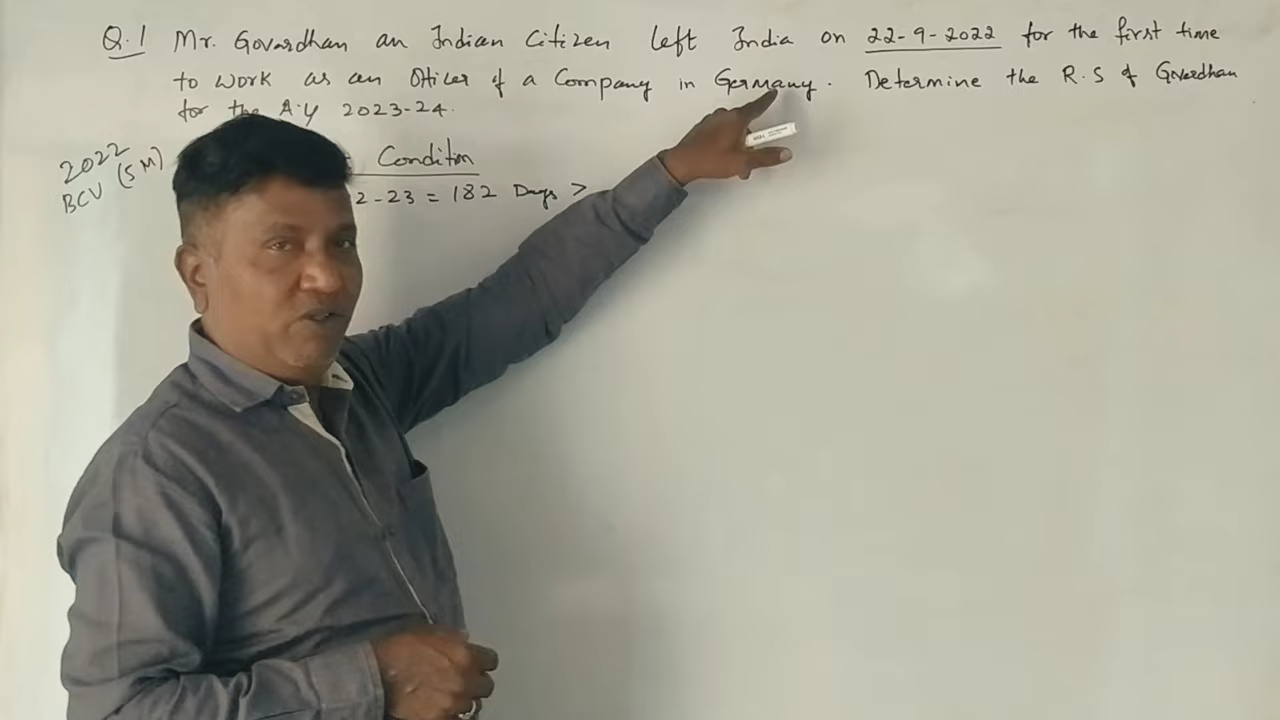 Q.1 Mr. Govardhan an Indian Citizen left India on 22-9-2022 for the first time
to work as an Officer of a Company in Germany. Determine the R.S of Govardhan
for the A.Y 2023-24.
2022
BCU (5M)
Condition
2-23 = 182 Days >